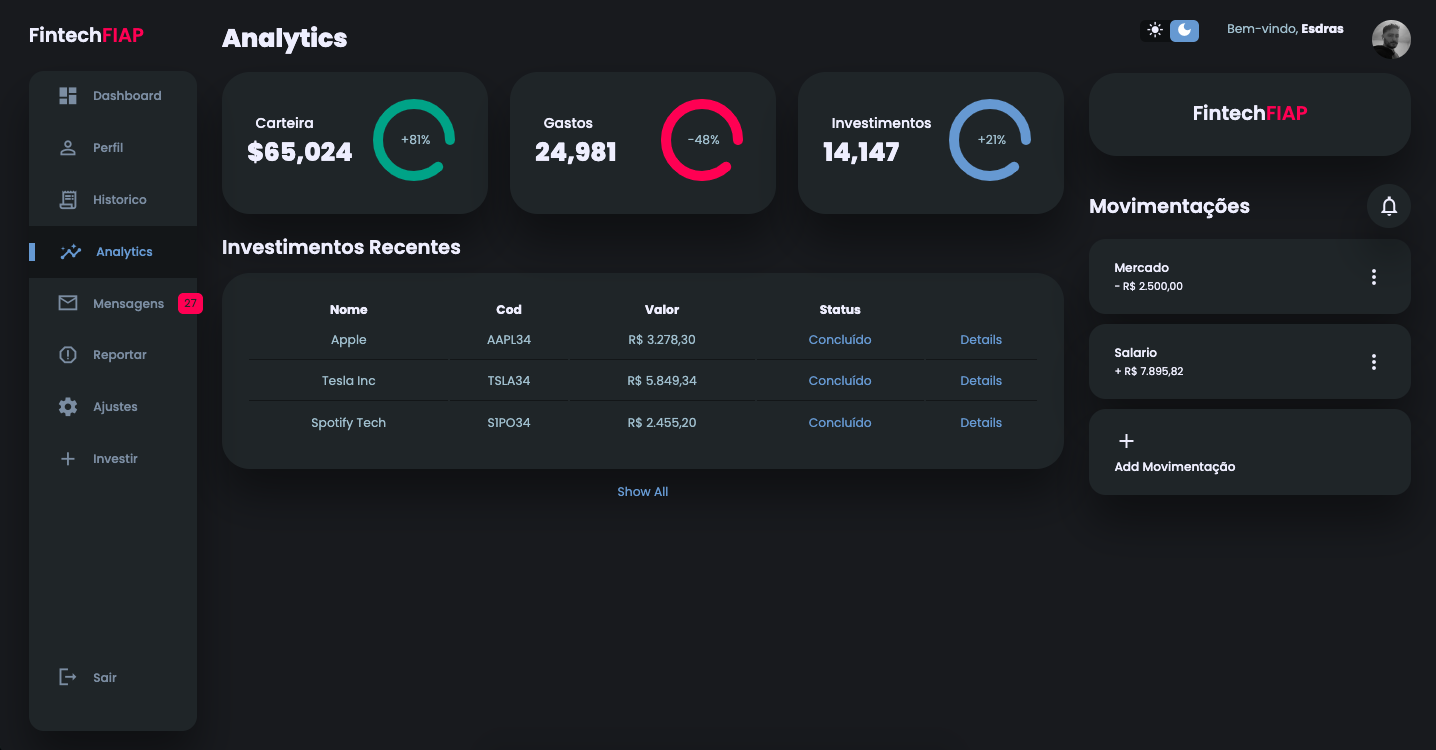 FintechFIAP
Dashboard
Perfil
Historico
Analytics
Mensagens 27
Reportar
Ajustes
Investir
Sair
Analytics
Carteira
$65,024
+81%
Gastos
24,981
-48%
Investimentos
14,147
+21%
Investimentos Recentes
Nome Cod Valor Status
Apple AAPL34 R$ 3.278,30 Concluído Details
Tesla Inc TSLA34 R$ 5.849,34 Concluído Details
Spotify Tech S1PO34 R$ 2.455,20 Concluído Details
Show All
Bem-vindo, Esdras
FintechFIAP
Movimentações
Mercado
- R$ 2.500,00
Salario
+ R$ 7.895,82
Add Movimentação